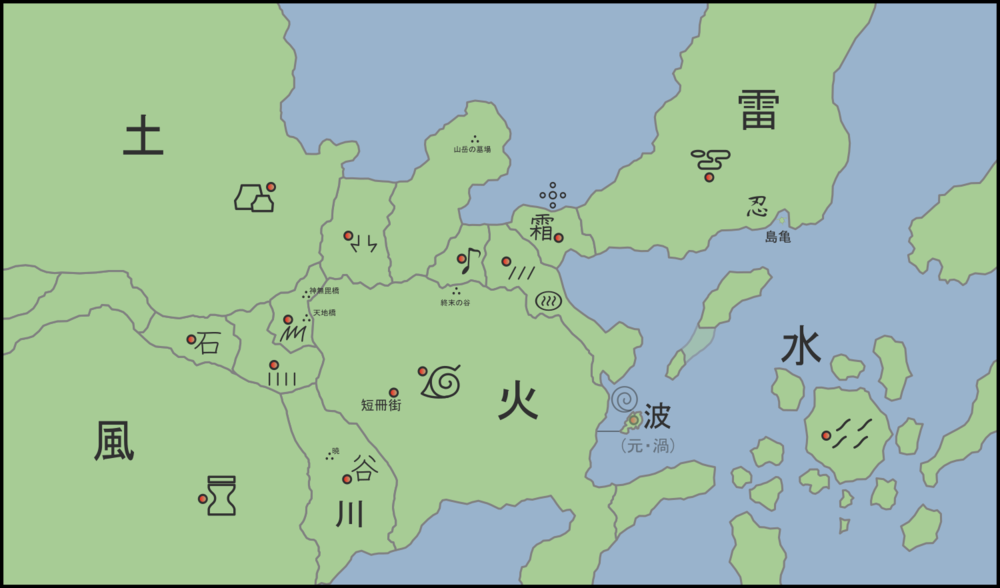 土
雷
山岳の墓場
忍
霜
島亀
神無毘橋
終末の谷
天地橋
石
水
火
短冊街
波
(元・渦)
風
暁
谷
川